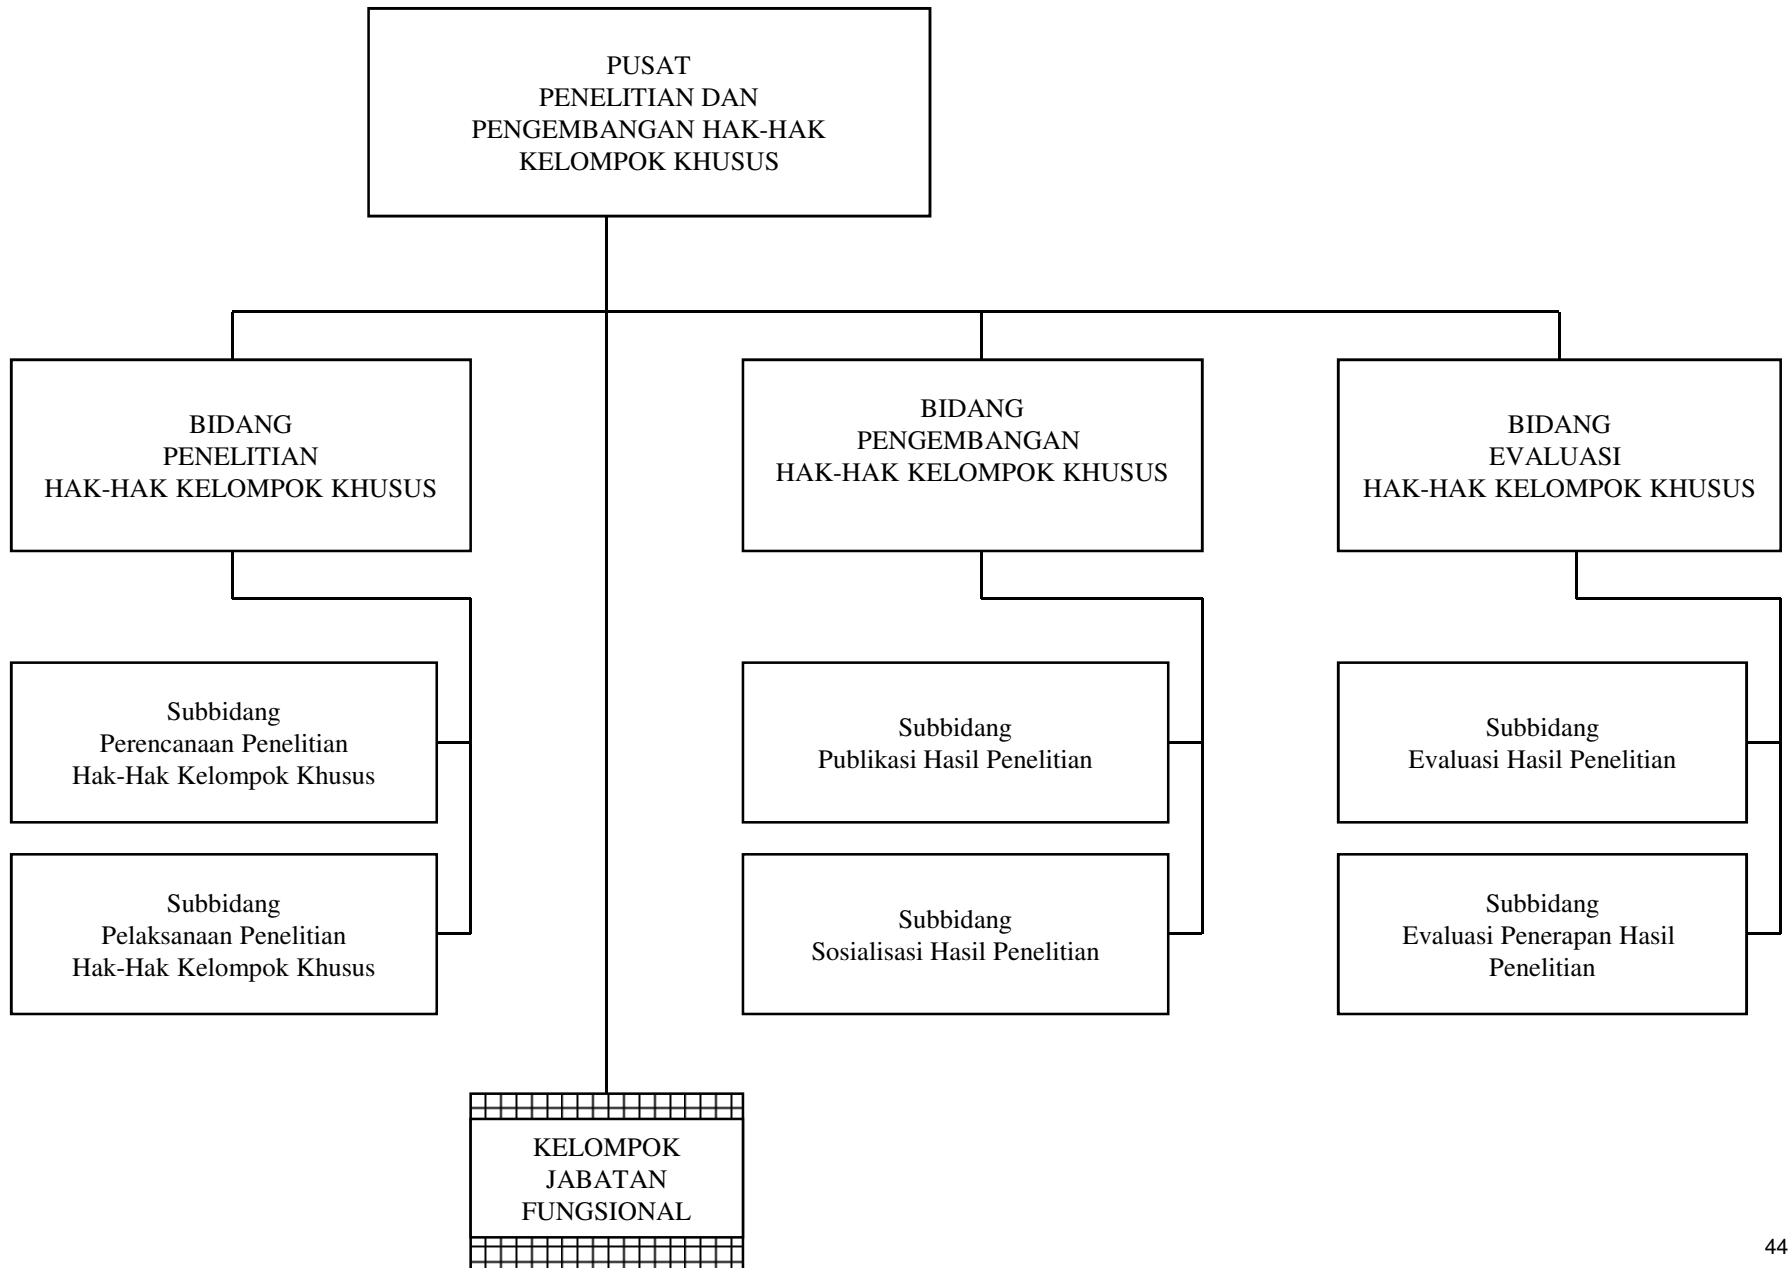 PUSAT
PENELITIAN DAN
PENGEMBANGAN HAK-HAK
KELOMPOK KHUSUS
BIDANG
PENELITIAN
HAK-HAK KELOMPOK KHUSUS
BIDANG
PENGEMBANGAN
HAK-HAK KELOMPOK KHUSUS
BIDANG
EVALUASI
HAK-HAK KELOMPOK KHUSUS
Subbidang
Perencanaan Penelitian
Hak-Hak Kelompok Khusus
Subbidang
Publikasi Hasil Penelitian
Subbidang
Evaluasi Hasil Penelitian
Subbidang
Pelaksanaan Penelitian
Hak-Hak Kelompok Khusus
Subbidang
Sosialisasi Hasil Penelitian
Subbidang
Evaluasi Penerapan Hasil
Penelitian
KELOMPOK
JABATAN
FUNGSIONAL
44